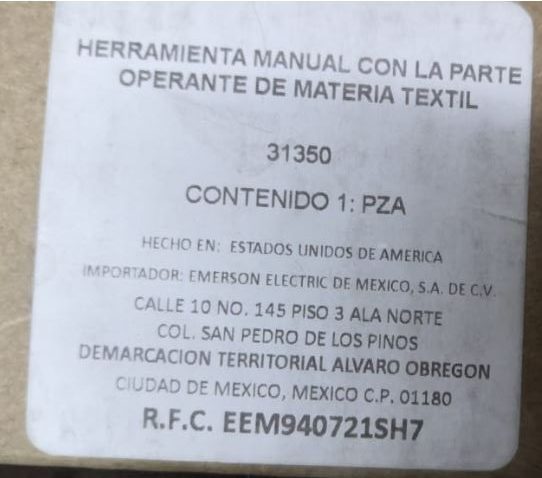 HERRAMIENTA MANUAL CON LA PARTE
OPERANTE DE MATERIA TEXTIL
31350
CONTENIDO 1: PZA
HECHO EN: ESTADOS UNIDOS DE AMERICA
IMPORTADOR: EMERSON ELECTRIC DE MEXICO, S.A. DE C.V.
CALLE 10 NO. 145 PISO 3 ALA NORTE
COL. SAN PEDRO DE LOS PINOS
DEMARCACION TERRITORIAL ALVARO OBREGON
CIUDAD DE MEXICO, MEXICO C.P. 01180
R.F.C. EEM940721SH7